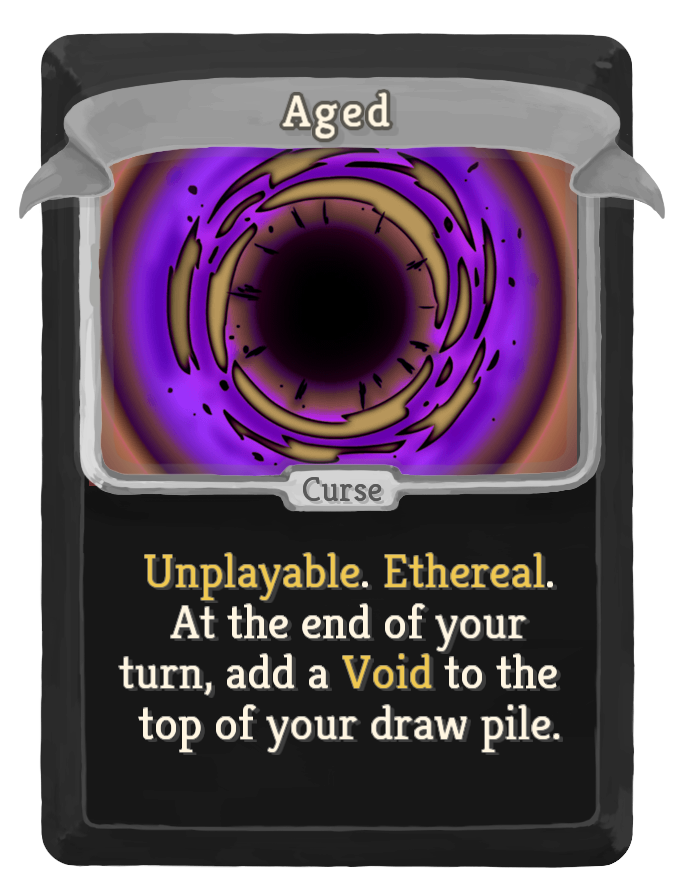 Aged
Curse
Unplayable. Ethereal.
At the end of your
turn, add a Void to the
top of your draw pile.